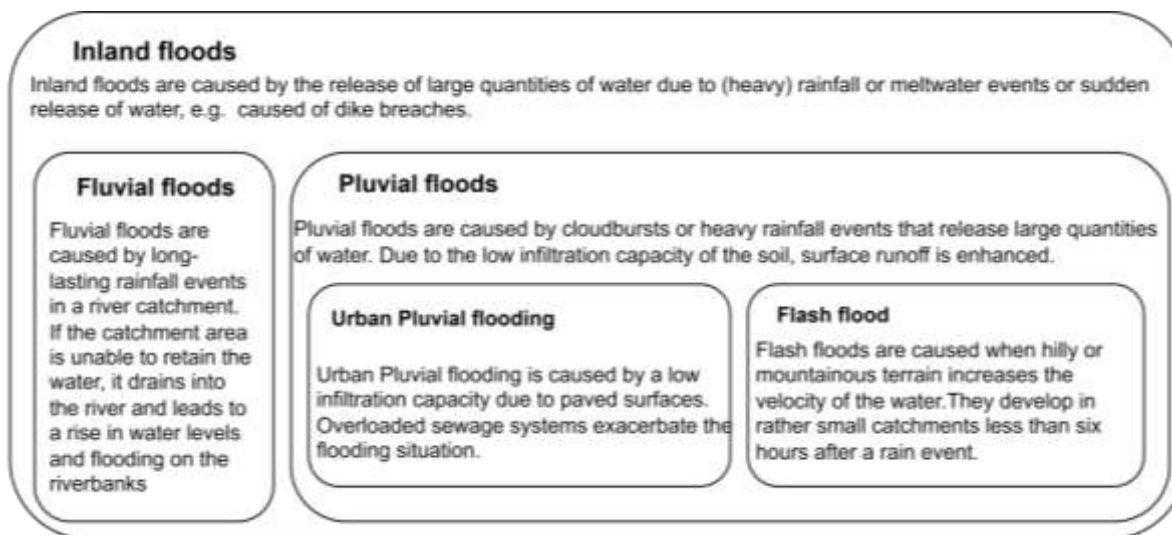 Inland floods
Inland floods are caused by the release of large quantities of water due to (heavy) rainfall or meltwater events or sudden
release of water, e.g. caused of dike breaches.
Fluvial floods
Fluvial floods are
caused by long-
lasting rainfall events
in a river catchment.
If the catchment area
is unable to retain the
water, it drains into
the river and leads to
a rise in water levels
and flooding on the
riverbanks
Pluvial floods
Pluvial floods are caused by cloudbursts or heavy rainfall events that release large quantities
of water. Due to the low infiltration capacity of the soil, surface runoff is enhanced.
Urban Pluvial flooding
Urban Pluvial flooding is caused by a low
infiltration capacity due to paved surfaces.
Overloaded sewage systems exacerbate the
flooding situation.
Flash flood
Flash floods are caused when hilly or
mountainous terrain increases the
velocity of the water.They develop in
rather small catchments less than six
hours after a rain event.